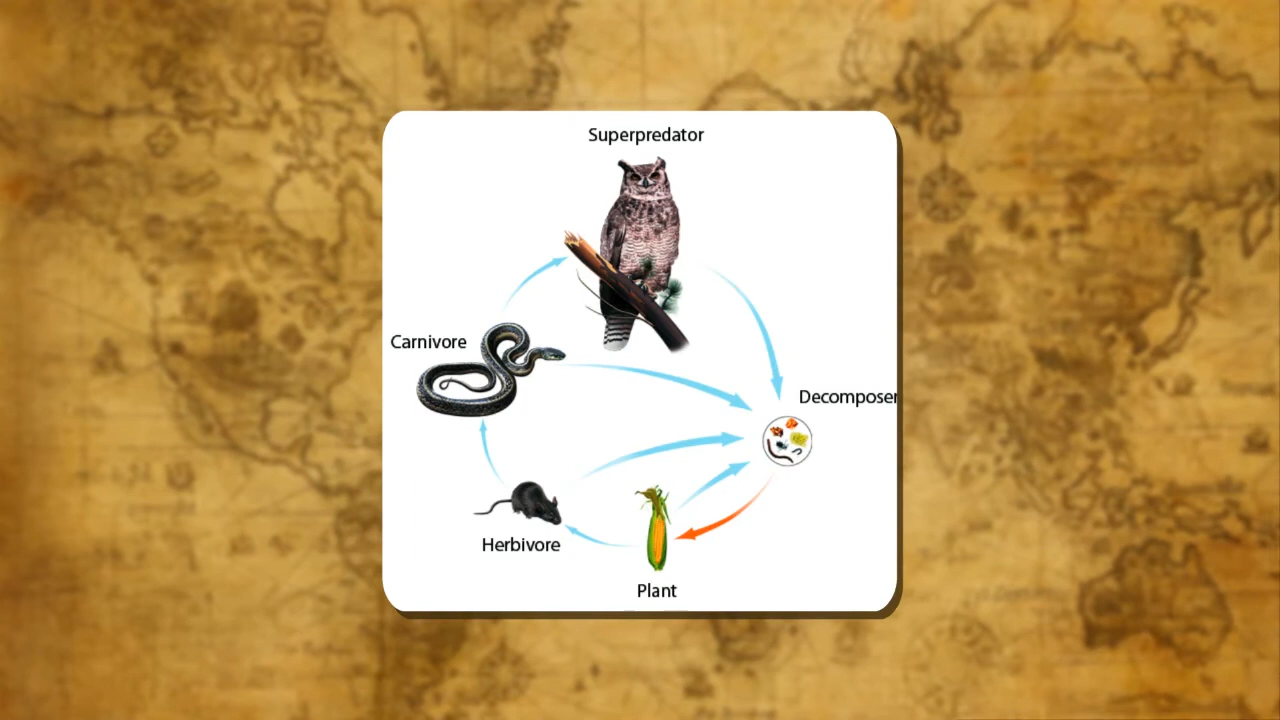 Superpredator
Carnivore
Decomposer
Herbivore
Plant